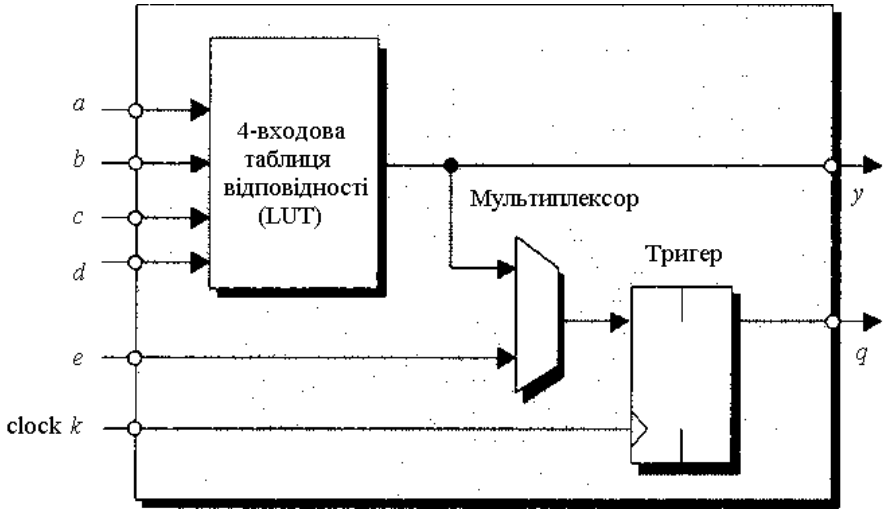 a
b
c
d
e
clock k
4-входова
таблиця
відповідності
(LUT)
Мультиплексор
Тригер
y
q